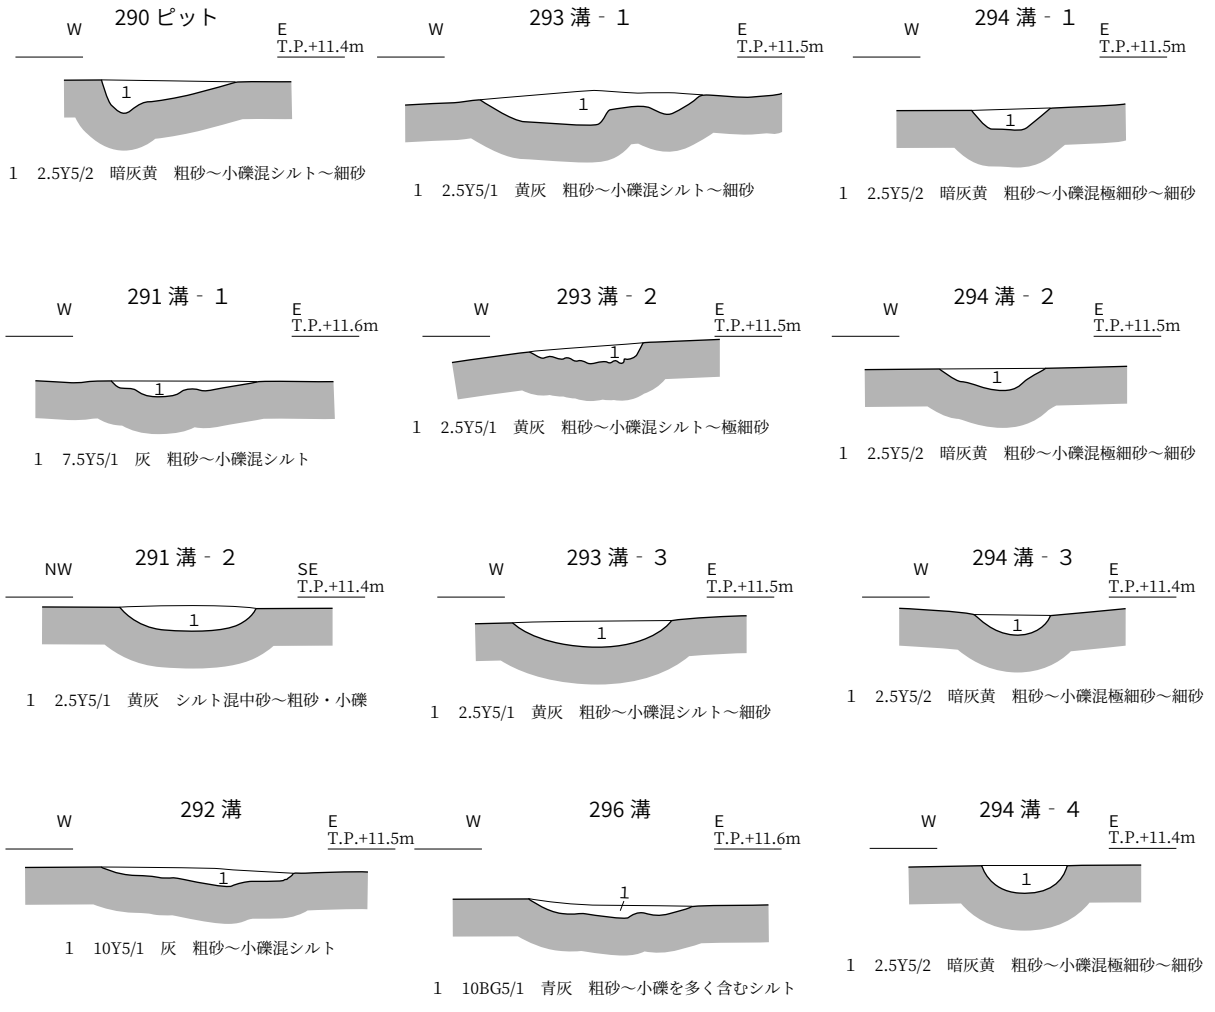 290 ピット
W
E
T.P.+11.4m
1
1 2.5Y5/2 暗灰黄 粗砂～小礫混シルト～細砂
293 溝 - 1
W
E
T.P.+11.5m
1
1 2.5Y5/1 黄灰 粗砂～小礫混シルト～細砂
294 溝 - 1
W
E
T.P.+11.5m
1
1 2.5Y5/2 暗灰黄 粗砂～小礫混極細砂～細砂
291 溝 - 1
W
E
T.P.+11.6m
1
1 7.5Y5/1 灰 粗砂～小礫混シルト
293 溝 - 2
W
E
T.P.+11.5m
1
1 2.5Y5/1 黄灰 粗砂～小礫混シルト～極細砂
294 溝 - 2
W
E
T.P.+11.5m
1
1 2.5Y5/2 暗灰黄 粗砂～小礫混極細砂～細砂
291 溝 - 2
NW
SE
T.P.+11.4m
1
1 2.5Y5/1 黄灰 シルト混中砂～粗砂・小礫
293 溝 - 3
W
E
T.P.+11.5m
1
1 2.5Y5/1 黄灰 粗砂～小礫混シルト～細砂
294 溝 - 3
W
E
T.P.+11.4m
1
1 2.5Y5/2 暗灰黄 粗砂～小礫混極細砂～細砂
292 溝
W
E
T.P.+11.5m
1
1 10Y5/1 灰 粗砂～小礫混シルト
296 溝
W
E
T.P.+11.6m
1
1 10BG5/1 青灰 粗砂～小礫を多く含むシルト
294 溝 - 4
W
E
T.P.+11.4m
1
1 2.5Y5/2 暗灰黄 粗砂～小礫混極細砂～細砂